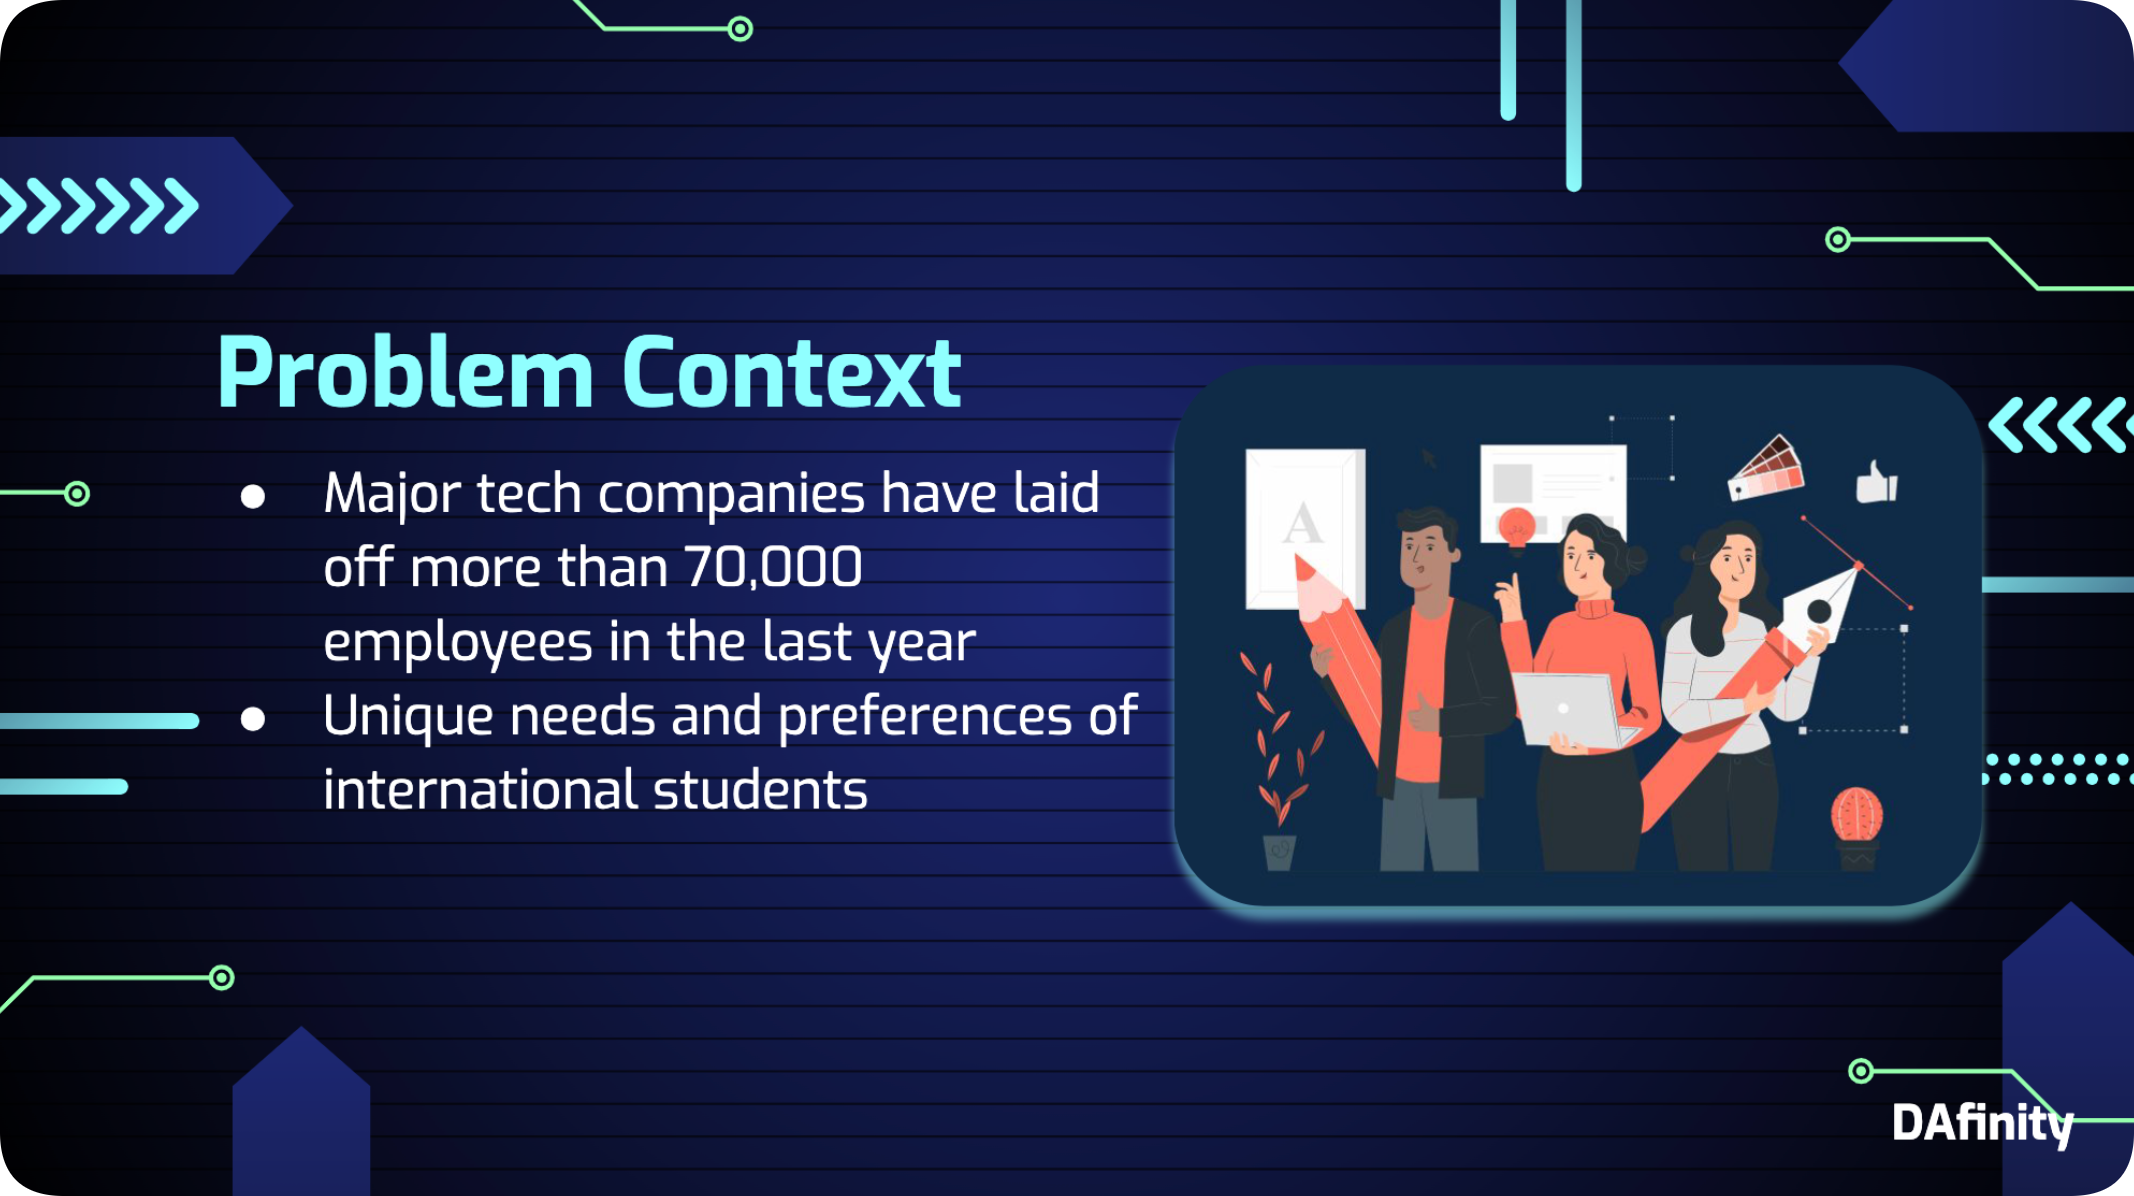 Problem Context
● Major tech companies have laid
off more than 70,000
employees in the last year
● Unique needs and preferences of
international students
A
DAfinity